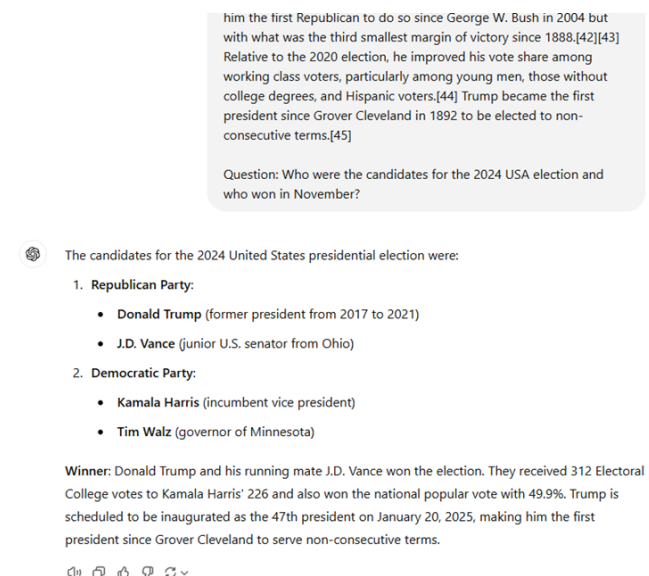 him the first Republican to do so since George W. Bush in 2004 but
with what was the third smallest margin of victory since 1888.[42][43]
Relative to the 2020 election, he improved his vote share among
working class voters, particularly among young men, those without
college degrees, and Hispanic voters.[44] Trump became the first
president since Grover Cleveland in 1892 to be elected to non-
consecutive terms.[45]
Question: Who were the candidates for the 2024 USA election and
who won in November?
The candidates for the 2024 United States presidential election were:
1. Republican Party:
• Donald Trump (former president from 2017 to 2021)
• J.D. Vance (junior U.S. senator from Ohio)
2. Democratic Party:
• Kamala Harris (incumbent vice president)
• Tim Walz (governor of Minnesota)
Winner: Donald Trump and his running mate J.D. Vance won the election. They received 312 Electoral
College votes to Kamala Harris' 226 and also won the national popular vote with 49.9%. Trump is
scheduled to be inaugurated as the 47th president on January 20, 2025, making him the first
president since Grover Cleveland to serve non-consecutive terms.